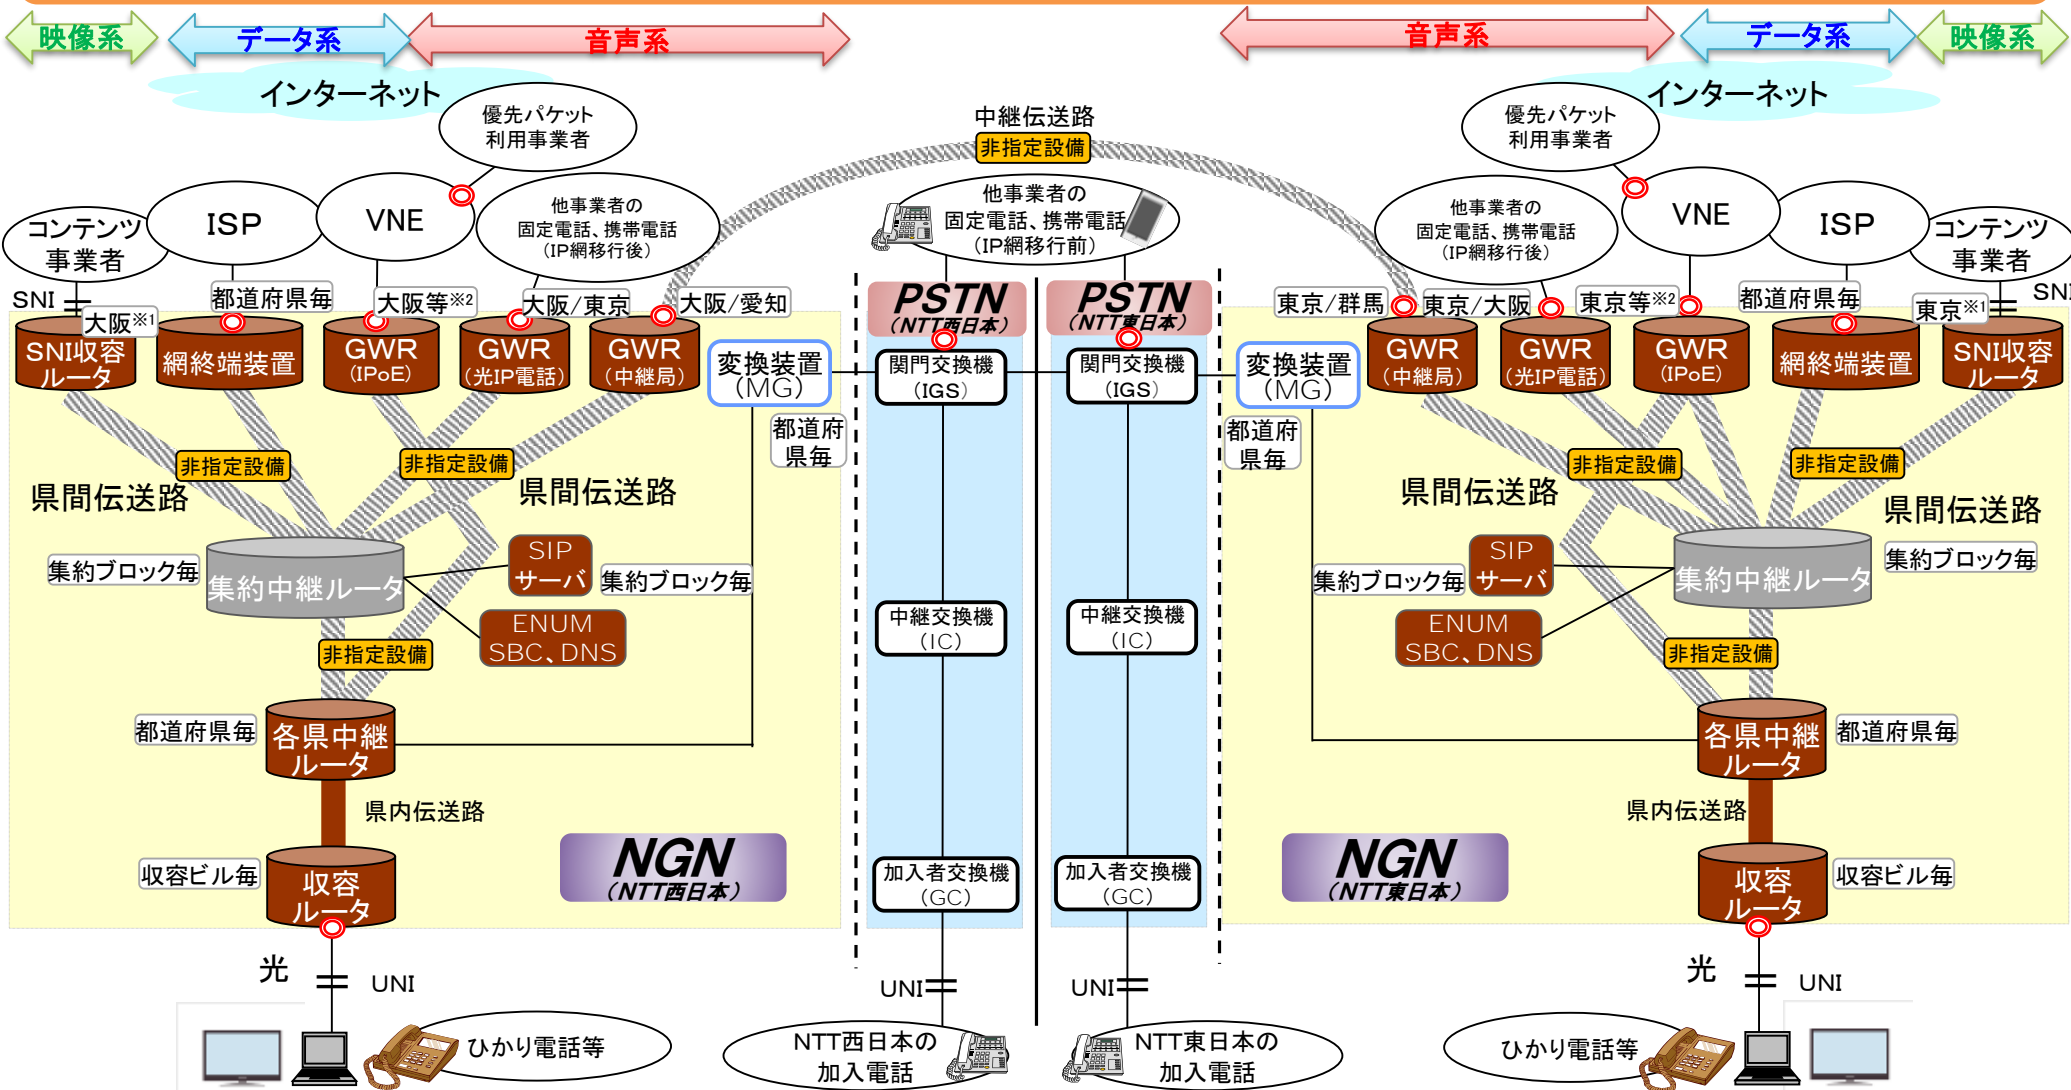 映像系
データ系
音声系
音声系
データ系
映像系
インターネット
インターネット
優先パケット
利用事業者
中継伝送路
非指定設備
優先パケット
利用事業者
コンテンツ
事業者
ISP
VNE
他事業者の
固定電話、携帯電話
(IP網移行後)
他事業者の
固定電話、携帯電話
(IP網移行前)
他事業者の
固定電話、携帯電話
(IP網移行後)
VNE
ISP
コンテンツ
事業者
SNI
大阪※1
都道府県毎
大阪等※2
大阪/東京
大阪/愛知
PSTN
(NTT西日本)
PSTN
(NTT東日本)
東京/群馬
東京/大阪
東京等※2
都道府県毎
東京※1
SNI
SNI収容
ルータ
網終端装置
GWR
(IPoE)
GWR
(光IP電話)
GWR
(中継局)
変換装置
(MG)
都道府
県毎
関門交換機
(IGS)
関門交換機
(IGS)
変換装置
(MG)
都道府
県毎
GWR
(中継局)
GWR
(光IP電話)
GWR
(IPoE)
網終端装置
SNI収容
ルータ
非指定設備
非指定設備
非指定設備
非指定設備
県間伝送路
県間伝送路
県間伝送路
県間伝送路
集約ブロック毎
集約中継ルータ
SIP
サーバ
集約ブロック毎
ENUM
SBC、DNS
集約ブロック毎
SIP
サーバ
ENUM
SBC、DNS
集約中継ルータ
集約ブロック毎
中継交換機
(IC)
中継交換機
(IC)
非指定設備
非指定設備
都道府県毎
各県中継
ルータ
各県中継
ルータ
都道府県毎
県内伝送路
県内伝送路
収容ビル毎
収容
ルータ
NGN
(NTT西日本)
加入者交換機
(GC)
加入者交換機
(GC)
NGN
(NTT東日本)
収容
ルータ
収容ビル毎
光
UNI
UNI
UNI
光
UNI
ひかり電話等
NTT西日本の
加入電話
NTT東日本の
加入電話
ひかり電話等